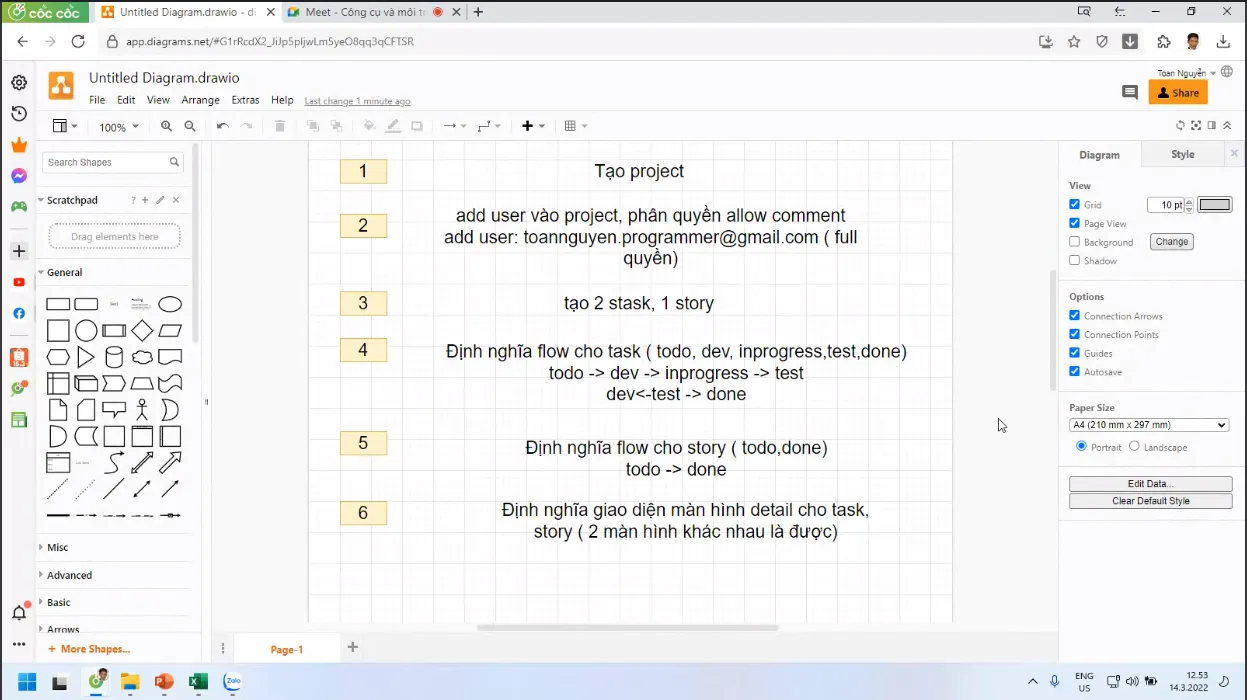 cốc cốc
Untitled Diagram.drawio - di
Meet - Công cụ và môi tr
app.diagrams.net/#G1rRcdX2_JiJp5pIjwLm5yeO8qq3qCFTSR
Untitled Diagram.drawio
File Edit View Arrange Extras Help Last change 1 minute ago
Toan Nguyễn
Share
100%
Search Shapes
Scratchpad
Drag elements here
General
Text
Heading
List Item
Misc
Advanced
Basic
Arrows
+ More Shapes...
1 Tạo project
2 add user vào project, phân quyền allow comment
add user: toannguyen.programmer@gmail.com ( full
quyền)
3 tạo 2 stask, 1 story
4 Định nghĩa flow cho task ( todo, dev, inprogress,test,done)
todo -> dev -> inprogress -> test
dev<-test -> done
5 Định nghĩa flow cho story ( todo,done)
todo -> done
6 Định nghĩa giao diện màn hình detail cho task,
story ( 2 màn hình khác nhau là được)
Page-1
Diagram Style
View
Grid 10 pt
Page View
Background Change
Shadow
Options
Connection Arrows
Connection Points
Guides
Autosave
Paper Size
A4 (210 mm x 297 mm)
Portrait Landscape
Edit Data...
Clear Default Style
Zalo
ENG
US
12.53
14.3.2022